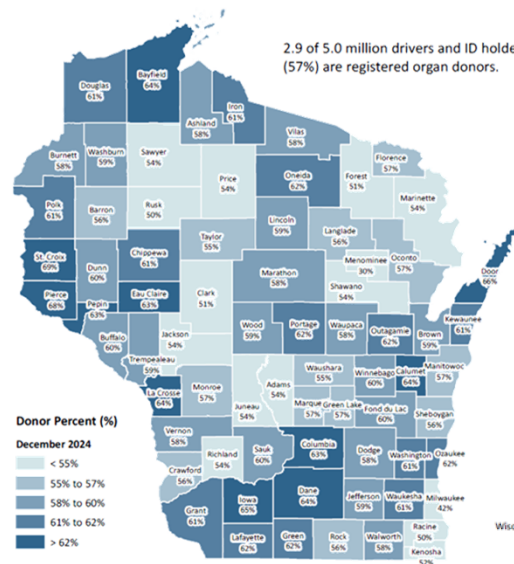 2.9 of 5.0 million drivers and ID holde
(57%) are registered organ donors.
Bayfield
64%
Douglas
61%
Iron
61%
Ashland
58%
Vilas
58%
Burnett
58%
Washburn
59%
Sawyer
54%
Price
54%
Oneida
62%
Forest
51%
Florence
57%
Marinette
54%
Polk
61%
Barron
56%
Rusk
50%
Lincoln
59%
Langlade
56%
Taylor
55%
Menominee
30%
Oconto
57%
St. Croix
69%
Dunn
60%
Chippewa
61%
Marathon
58%
Shawano
54%
Door
66%
Pierce
68%
Pepin
63%
Eau Claire
63%
Clark
51%
Kewaunee
61%
Buffalo
60%
Trempealeau
59%
Jackson
54%
Wood
59%
Portage
62%
Waupaca
58%
Outagamie
62%
Brown
59%
Manitowoc
57%
La Crosse
64%
Monroe
57%
Juneau
54%
Adams
54%
Waushara
55%
Winnebago
60%
Calumet
64%
Marque
57%
Green Lake
57%
Fond du Lac
60%
Sheboygan
56%
Vernon
58%
Richland
54%
Sauk
60%
Columbia
63%
Dodge
58%
Washington
61%
Ozaukee
62%
Crawford
56%
Iowa
65%
Dane
64%
Jefferson
59%
Waukesha
61%
Milwaukee
42%
Grant
61%
Lafayette
62%
Green
62%
Rock
56%
Walworth
58%
Racine
50%
Kenosha
52%
Donor Percent (%)
December 2024
< 55%
55% to 57%
58% to 60%
61% to 62%
> 62%
Wisc